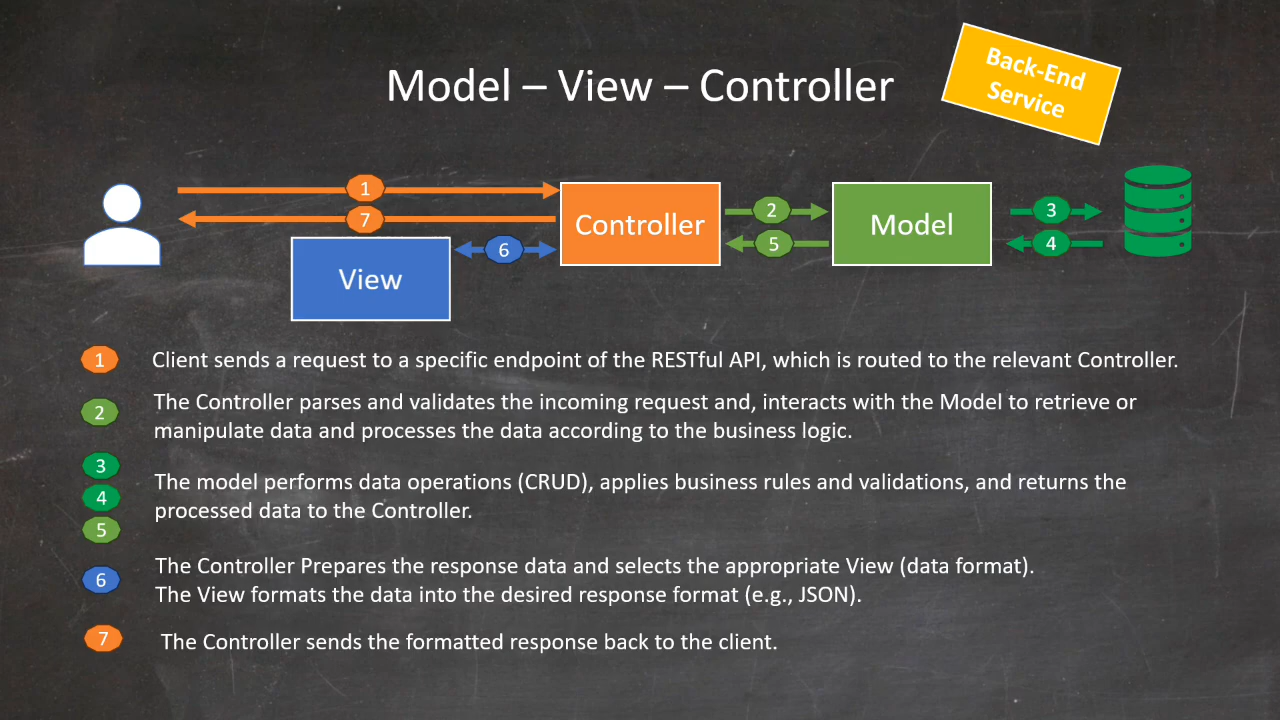 Model – View – Controller
Back-End
Service
1
7
Controller
2
5
Model
3
4
6
View
1
Client sends a request to a specific endpoint of the RESTful API, which is routed to the relevant Controller.
2
The Controller parses and validates the incoming request and, interacts with the Model to retrieve or
manipulate data and processes the data according to the business logic.
3
4
5
The model performs data operations (CRUD), applies business rules and validations, and returns the
processed data to the Controller.
6
The Controller Prepares the response data and selects the appropriate View (data format).
The View formats the data into the desired response format (e.g., JSON).
7
The Controller sends the formatted response back to the client.